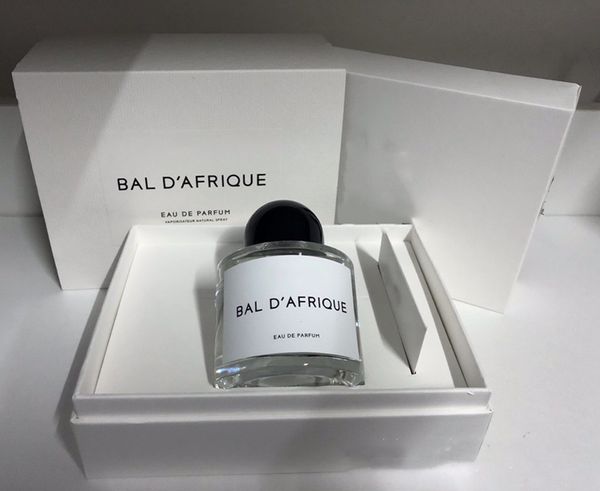 BAL D'AFRIQUE
EAU DE PARFUM
VAPORISATEUR NATURAL SPRAY
BAL D'AFRIQUE
EAU DE PARFUM